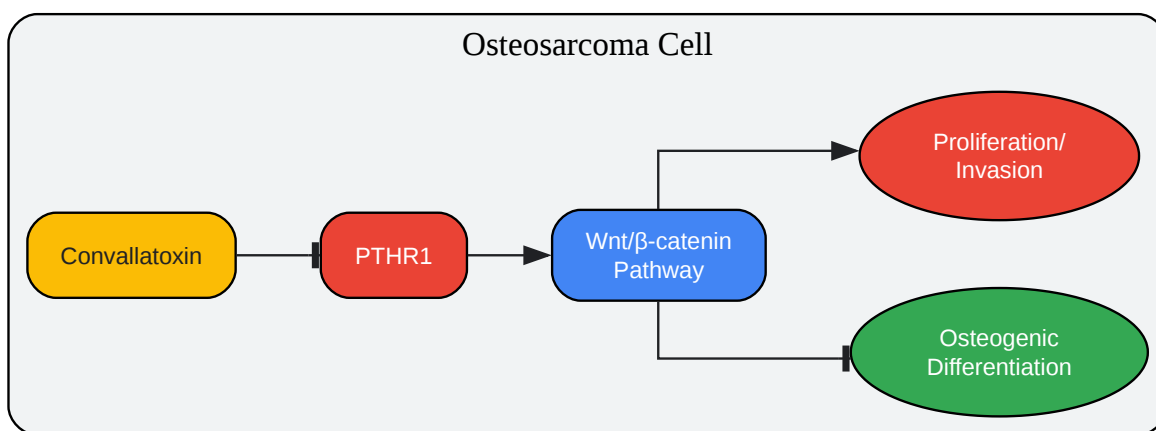 Osteosarcoma Cell
Convallatoxin
PTHR1
Wnt/β-catenin
Pathway
Proliferation/
Invasion
Osteogenic
Differentiation